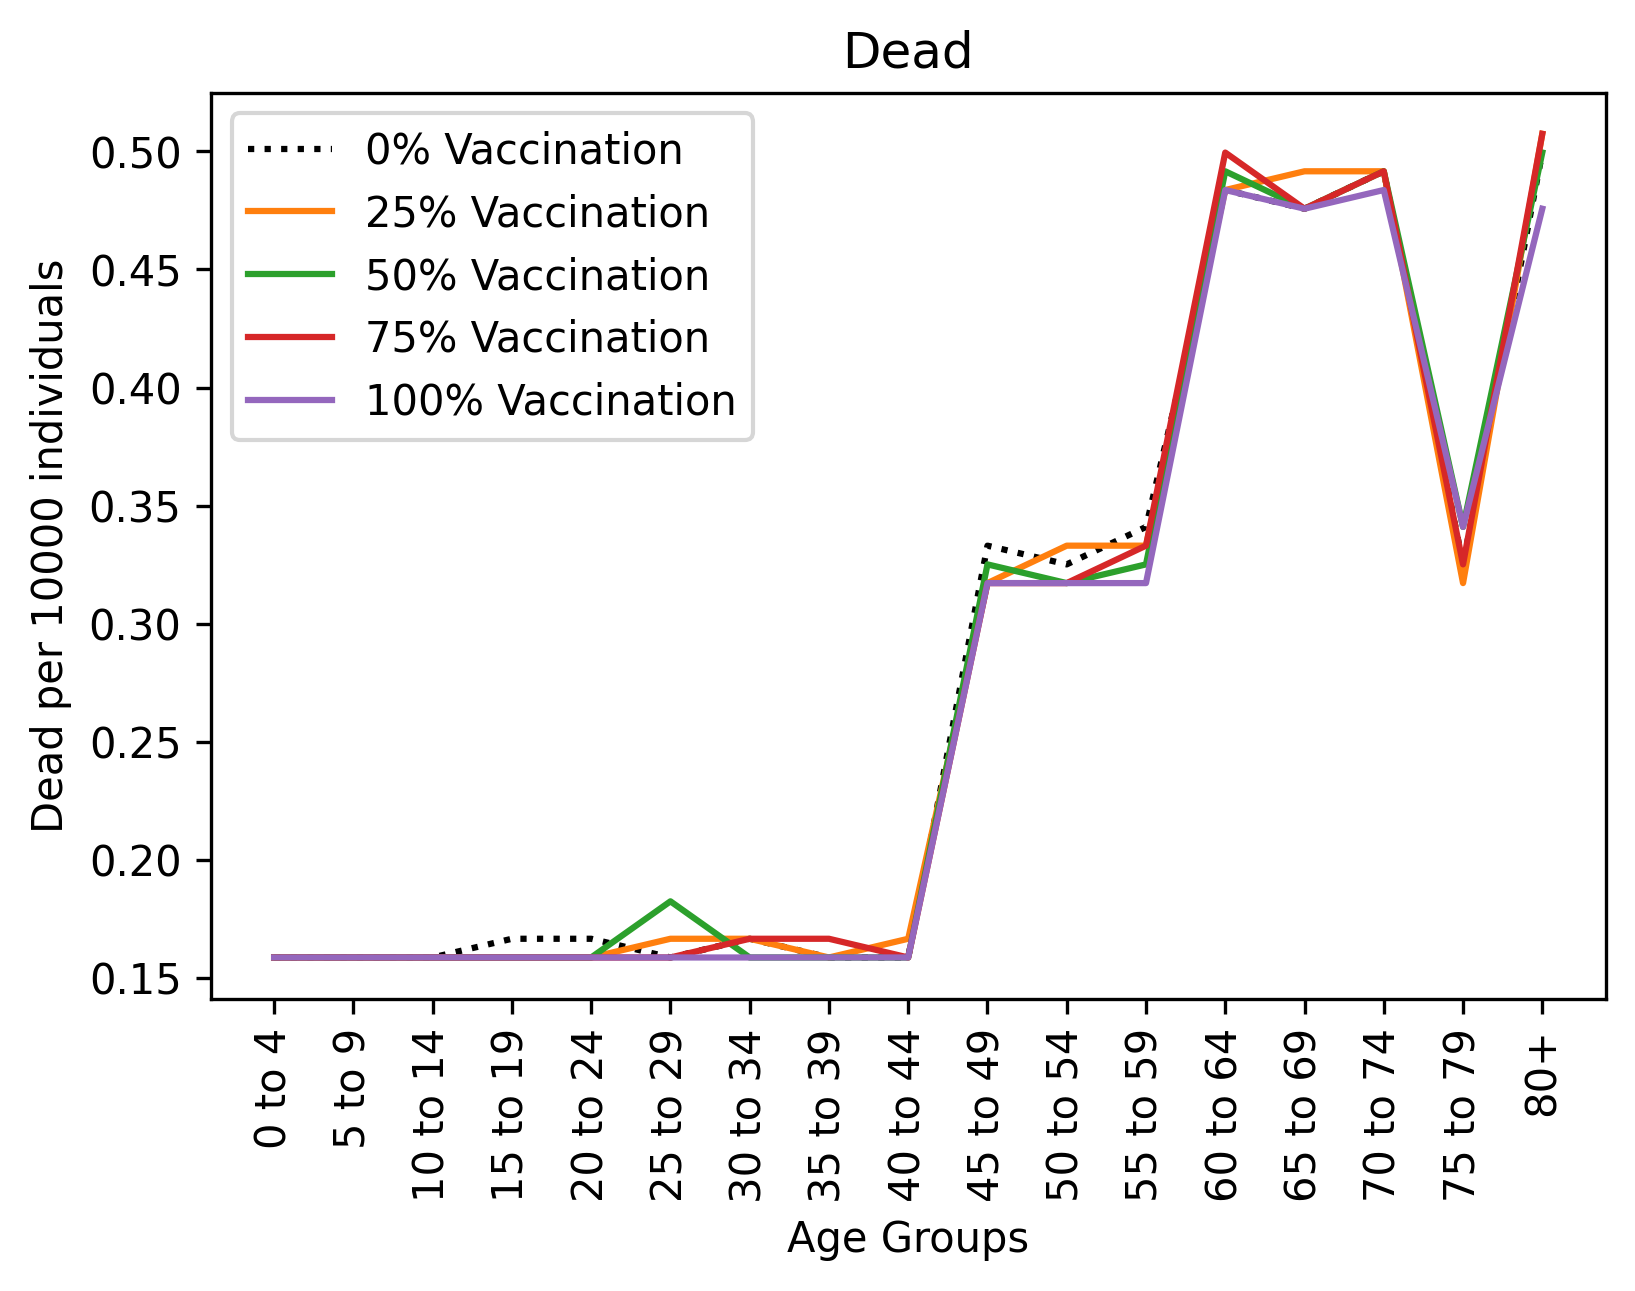 Dead
0% Vaccination
25% Vaccination
50% Vaccination
75% Vaccination
100% Vaccination
Dead per 10000 individuals
0.50
0.45
0.40
0.35
0.30
0.25
0.20
0.15
0 to 4
5 to 9
10 to 14
15 to 19
20 to 24
25 to 29
30 to 34
35 to 39
40 to 44
45 to 49
50 to 54
55 to 59
60 to 64
65 to 69
70 to 74
75 to 79
80+
Age Groups